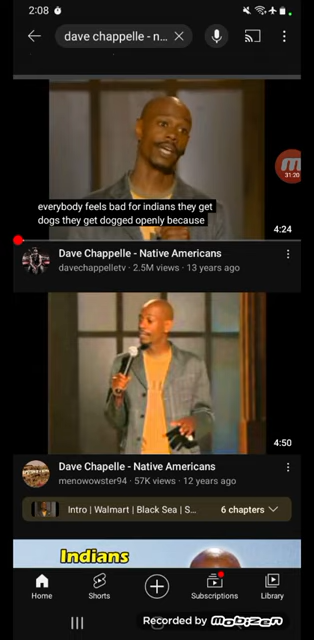 2:08
dave chappelle - n...
everybody feels bad for indians they get
dogs they get dogged openly because
31:20
4:24
Dave Chappelle - Native Americans
davechappelletv · 2.5M views · 13 years ago
4:50
Dave Chapelle - Native Americans
menowowster94 · 57K views · 12 years ago
Intro | Walmart | Black Sea | S... 6 chapters
Indians
Home Shorts Subscriptions Library
Recorded by Mobizen